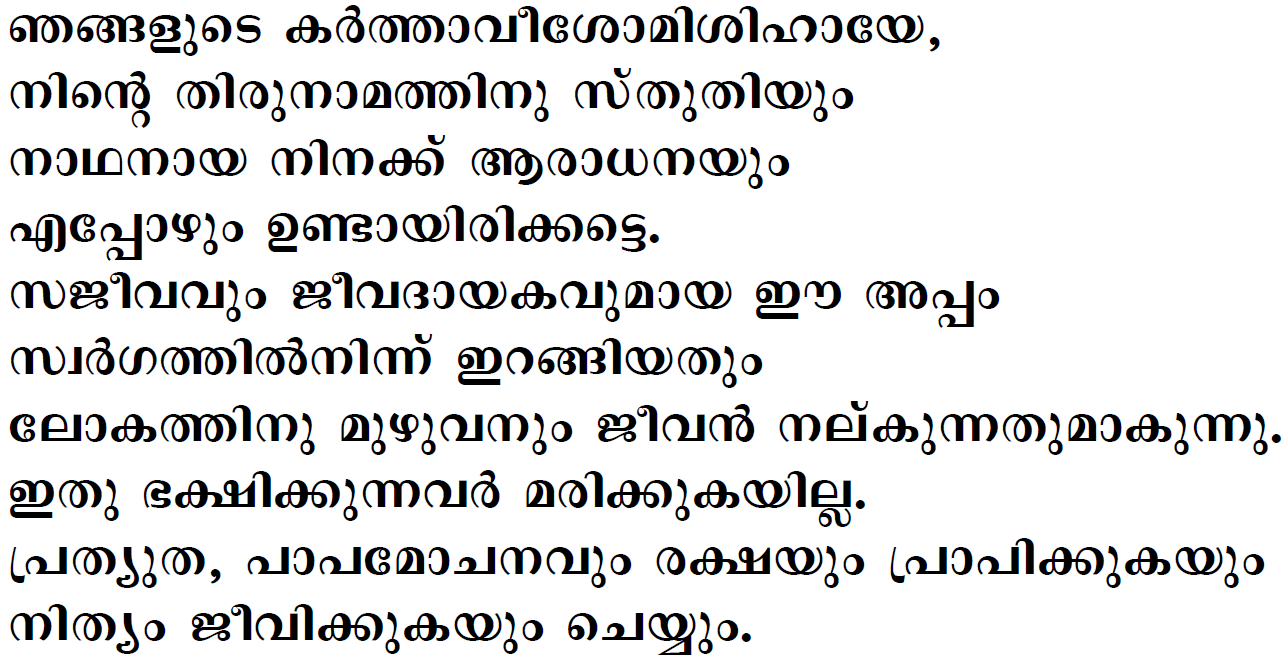 ഞങ്ങളുടെ കർത്താവീശോമിശിഹായേ,
നിന്റെ തിരുനാമത്തിനു സ്തുതിയും
നാഥനായ നിനക്ക് ആരാധനയും
എപ്പോഴും ഉണ്ടായിരിക്കട്ടെ.
സജീവവും ജീവദായകവുമായ ഈ അപ്പം
സ്വർഗത്തിൽനിന്ന് ഇറങ്ങിയതും
ലോകത്തിനു മുഴുവനും ജീവൻ നല്കുന്നതുമാകുന്നു.
ഇതു ഭക്ഷിക്കുന്നവർ മരിക്കുകയില്ല.
പ്രത്യുത, പാപമോചനവും രക്ഷയും പ്രാപിക്കുകയും
നിത്യം ജീവിക്കുകയും ചെയ്യും.